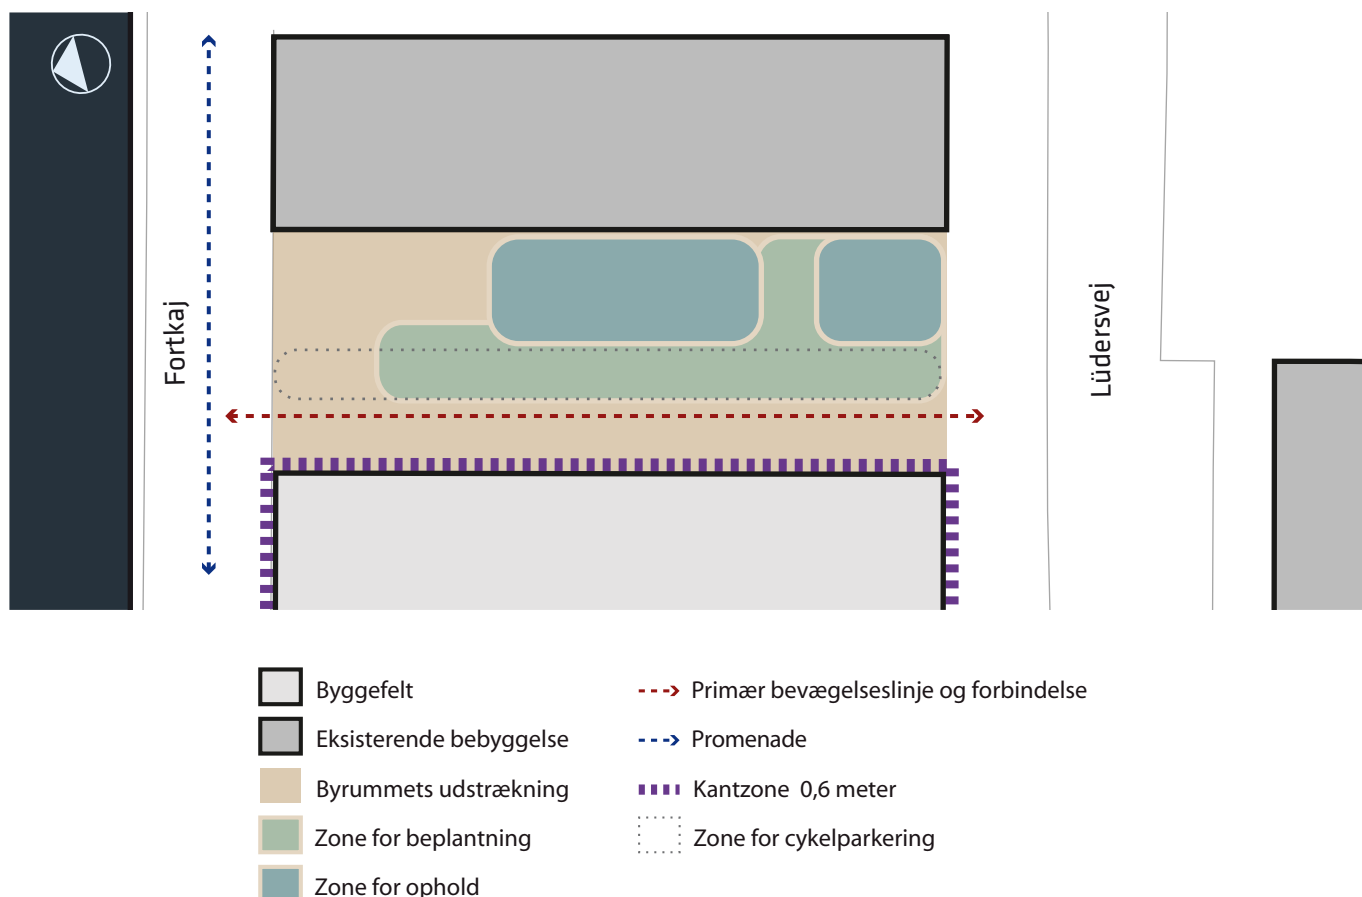 Fortkaj
Lüdersvej
Byggefelt
Eksisterende bebyggelse
Byrummets udstrækning
Zone for beplantning
Zone for ophold
Primær bevægelseslinje og forbindelse
Promenade
Kantzone 0,6 meter
Zone for cykelparkering